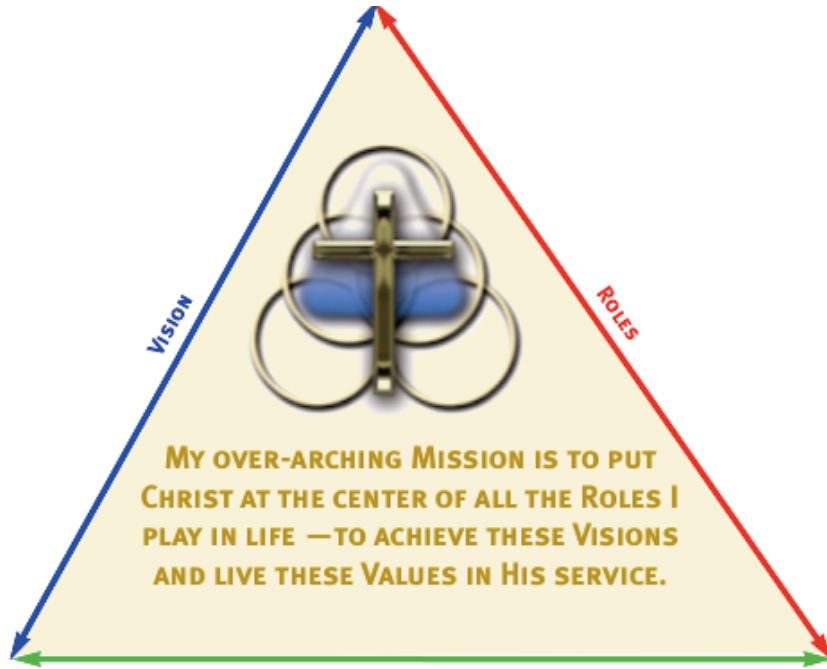 Vision
Roles
My over-arching Mission is to put
Christ at the center of all the Roles I
play in life —to achieve these Visions
and live these Values in His service.